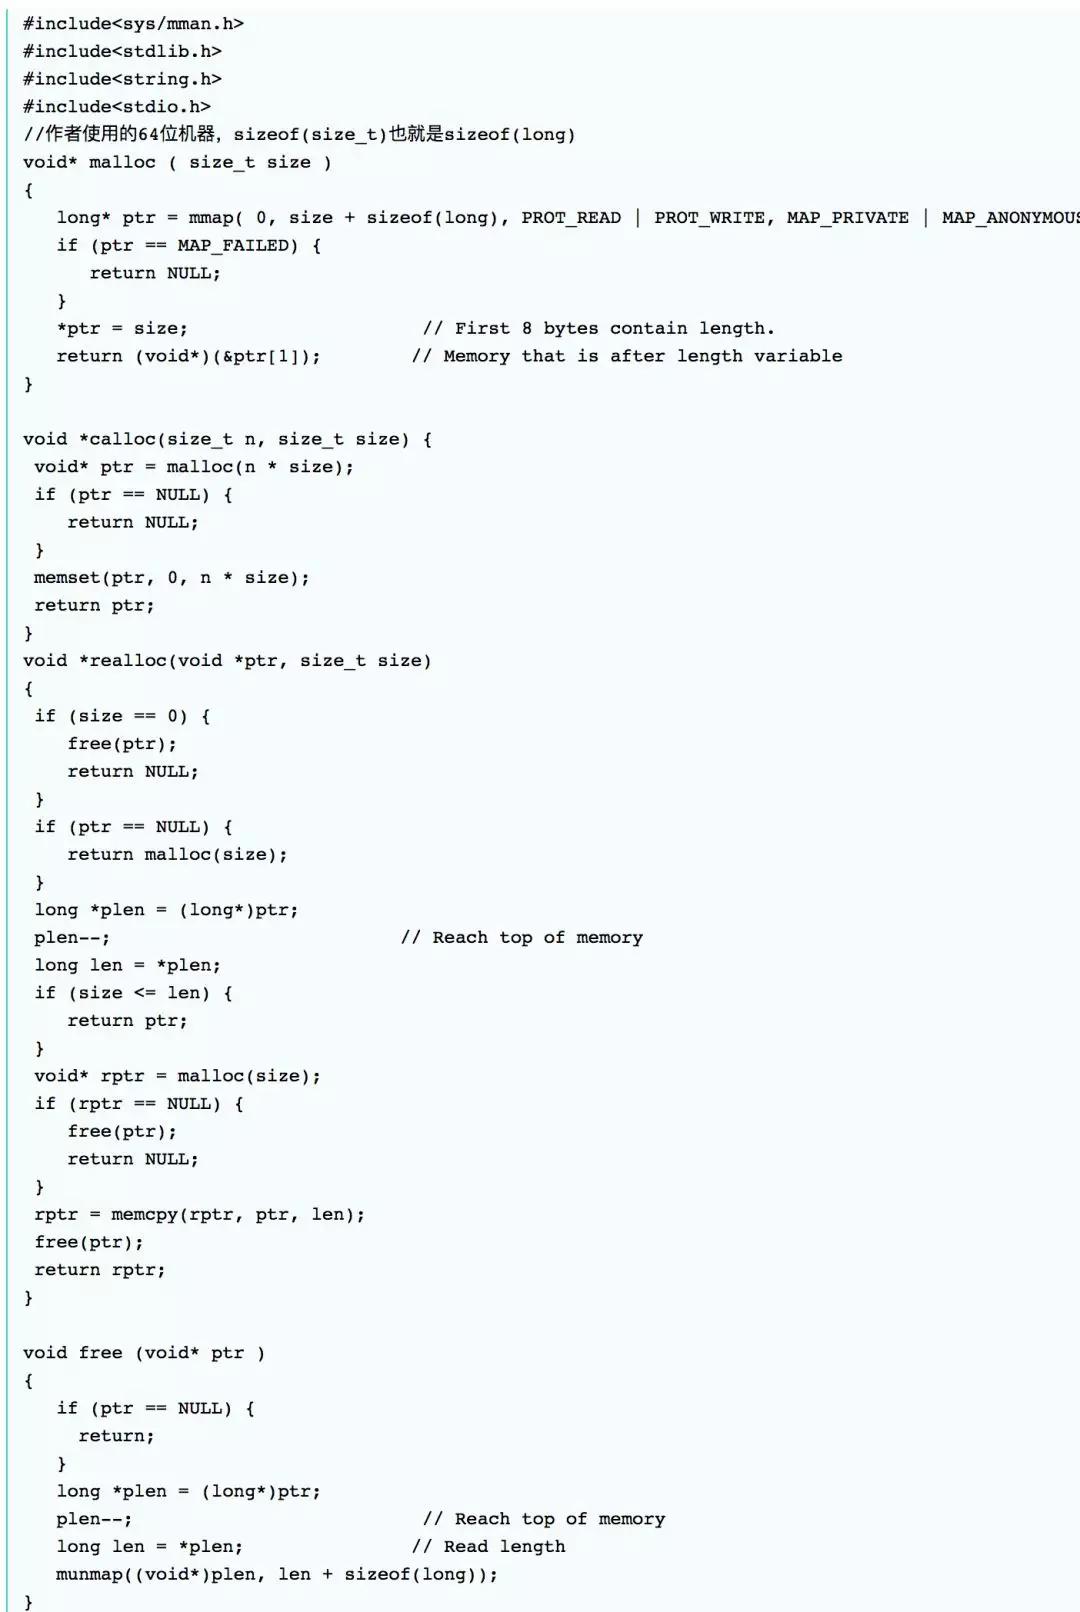 #include<sys/mman.h>
#include<stdlib.h>
#include<string.h>
#include<stdio.h>
//作者使用的64位机器，sizeof(size_t)也就是sizeof(long)
void* malloc ( size_t size )
{
   long* ptr = mmap( 0, size + sizeof(long), PROT_READ | PROT_WRITE, MAP_PRIVATE | MAP_ANONYMOUS
   if (ptr == MAP_FAILED) {
      return NULL;
   }
   *ptr = size;                     // First 8 bytes contain length.
   return (void*)(&ptr[1]);        // Memory that is after length variable
}

void *calloc(size_t n, size_t size) {
 void* ptr = malloc(n * size);
 if (ptr == NULL) {
    return NULL;
 }
 memset(ptr, 0, n * size);
 return ptr;
}
void *realloc(void *ptr, size_t size)
{
 if (size == 0) {
    free(ptr);
    return NULL;
 }
 if (ptr == NULL) {
    return malloc(size);
 }
 long *plen = (long*)ptr;
 plen--;                          // Reach top of memory
 long len = *plen;
 if (size <= len) {
    return ptr;
 }
 void* rptr = malloc(size);
 if (rptr == NULL) {
    free(ptr);
    return NULL;
 }
 rptr = memcpy(rptr, ptr, len);
 free(ptr);
 return rptr;
}

void free (void* ptr )
{
   if (ptr == NULL) {
     return;
   }
   long *plen = (long*)ptr;
   plen--;                          // Reach top of memory
   long len = *plen;               // Read length
   munmap((void*)plen, len + sizeof(long));
}